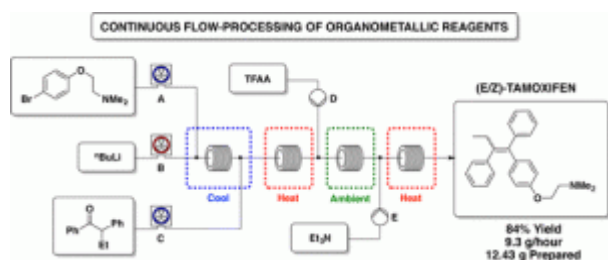 CONTINUOUS FLOW-PROCESSING OF ORGANOMETALLIC REAGENTS
Br
O
NMe₂
A
ⁿBuLi
B
O
Ph
Ph
Et
C
Cool
TFAA
D
Heat
Ambient
Et₃N
E
Heat
(E/Z)-TAMOXIFEN
O
NMe₂
84% Yield
9.3 g/hour
12.43 g Prepared